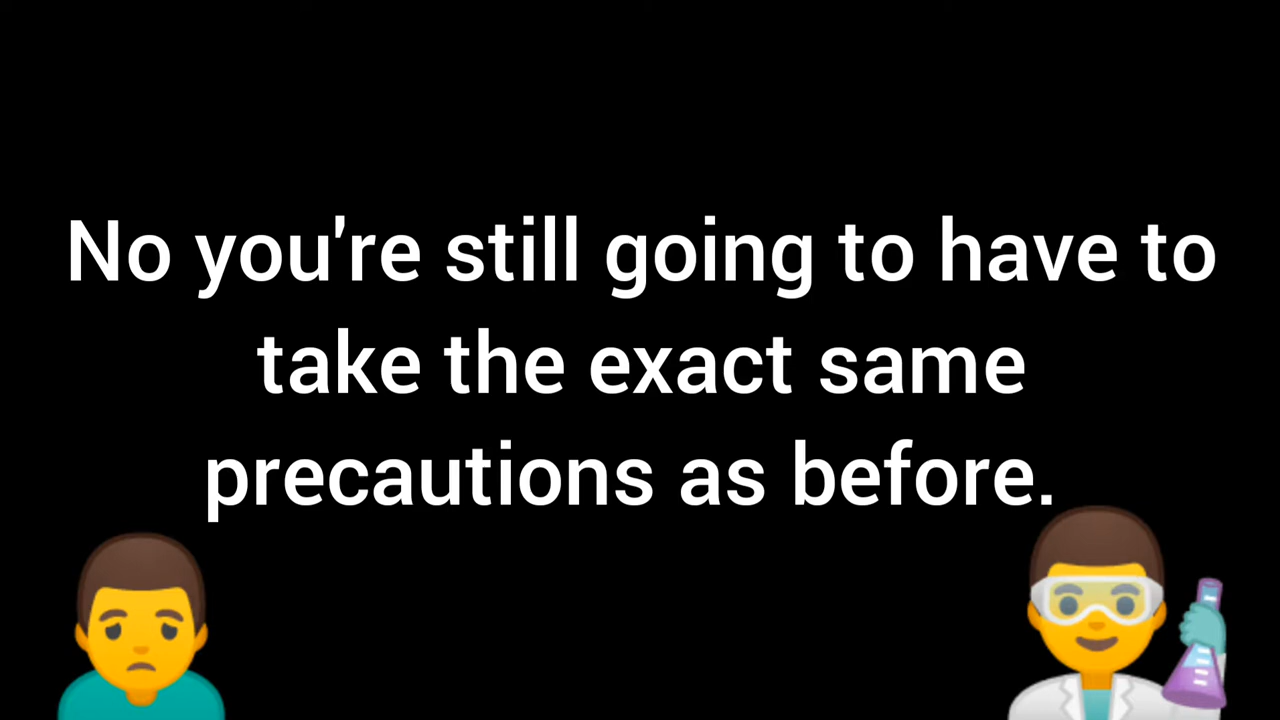 No you're still going to have to
take the exact same
precautions as before.